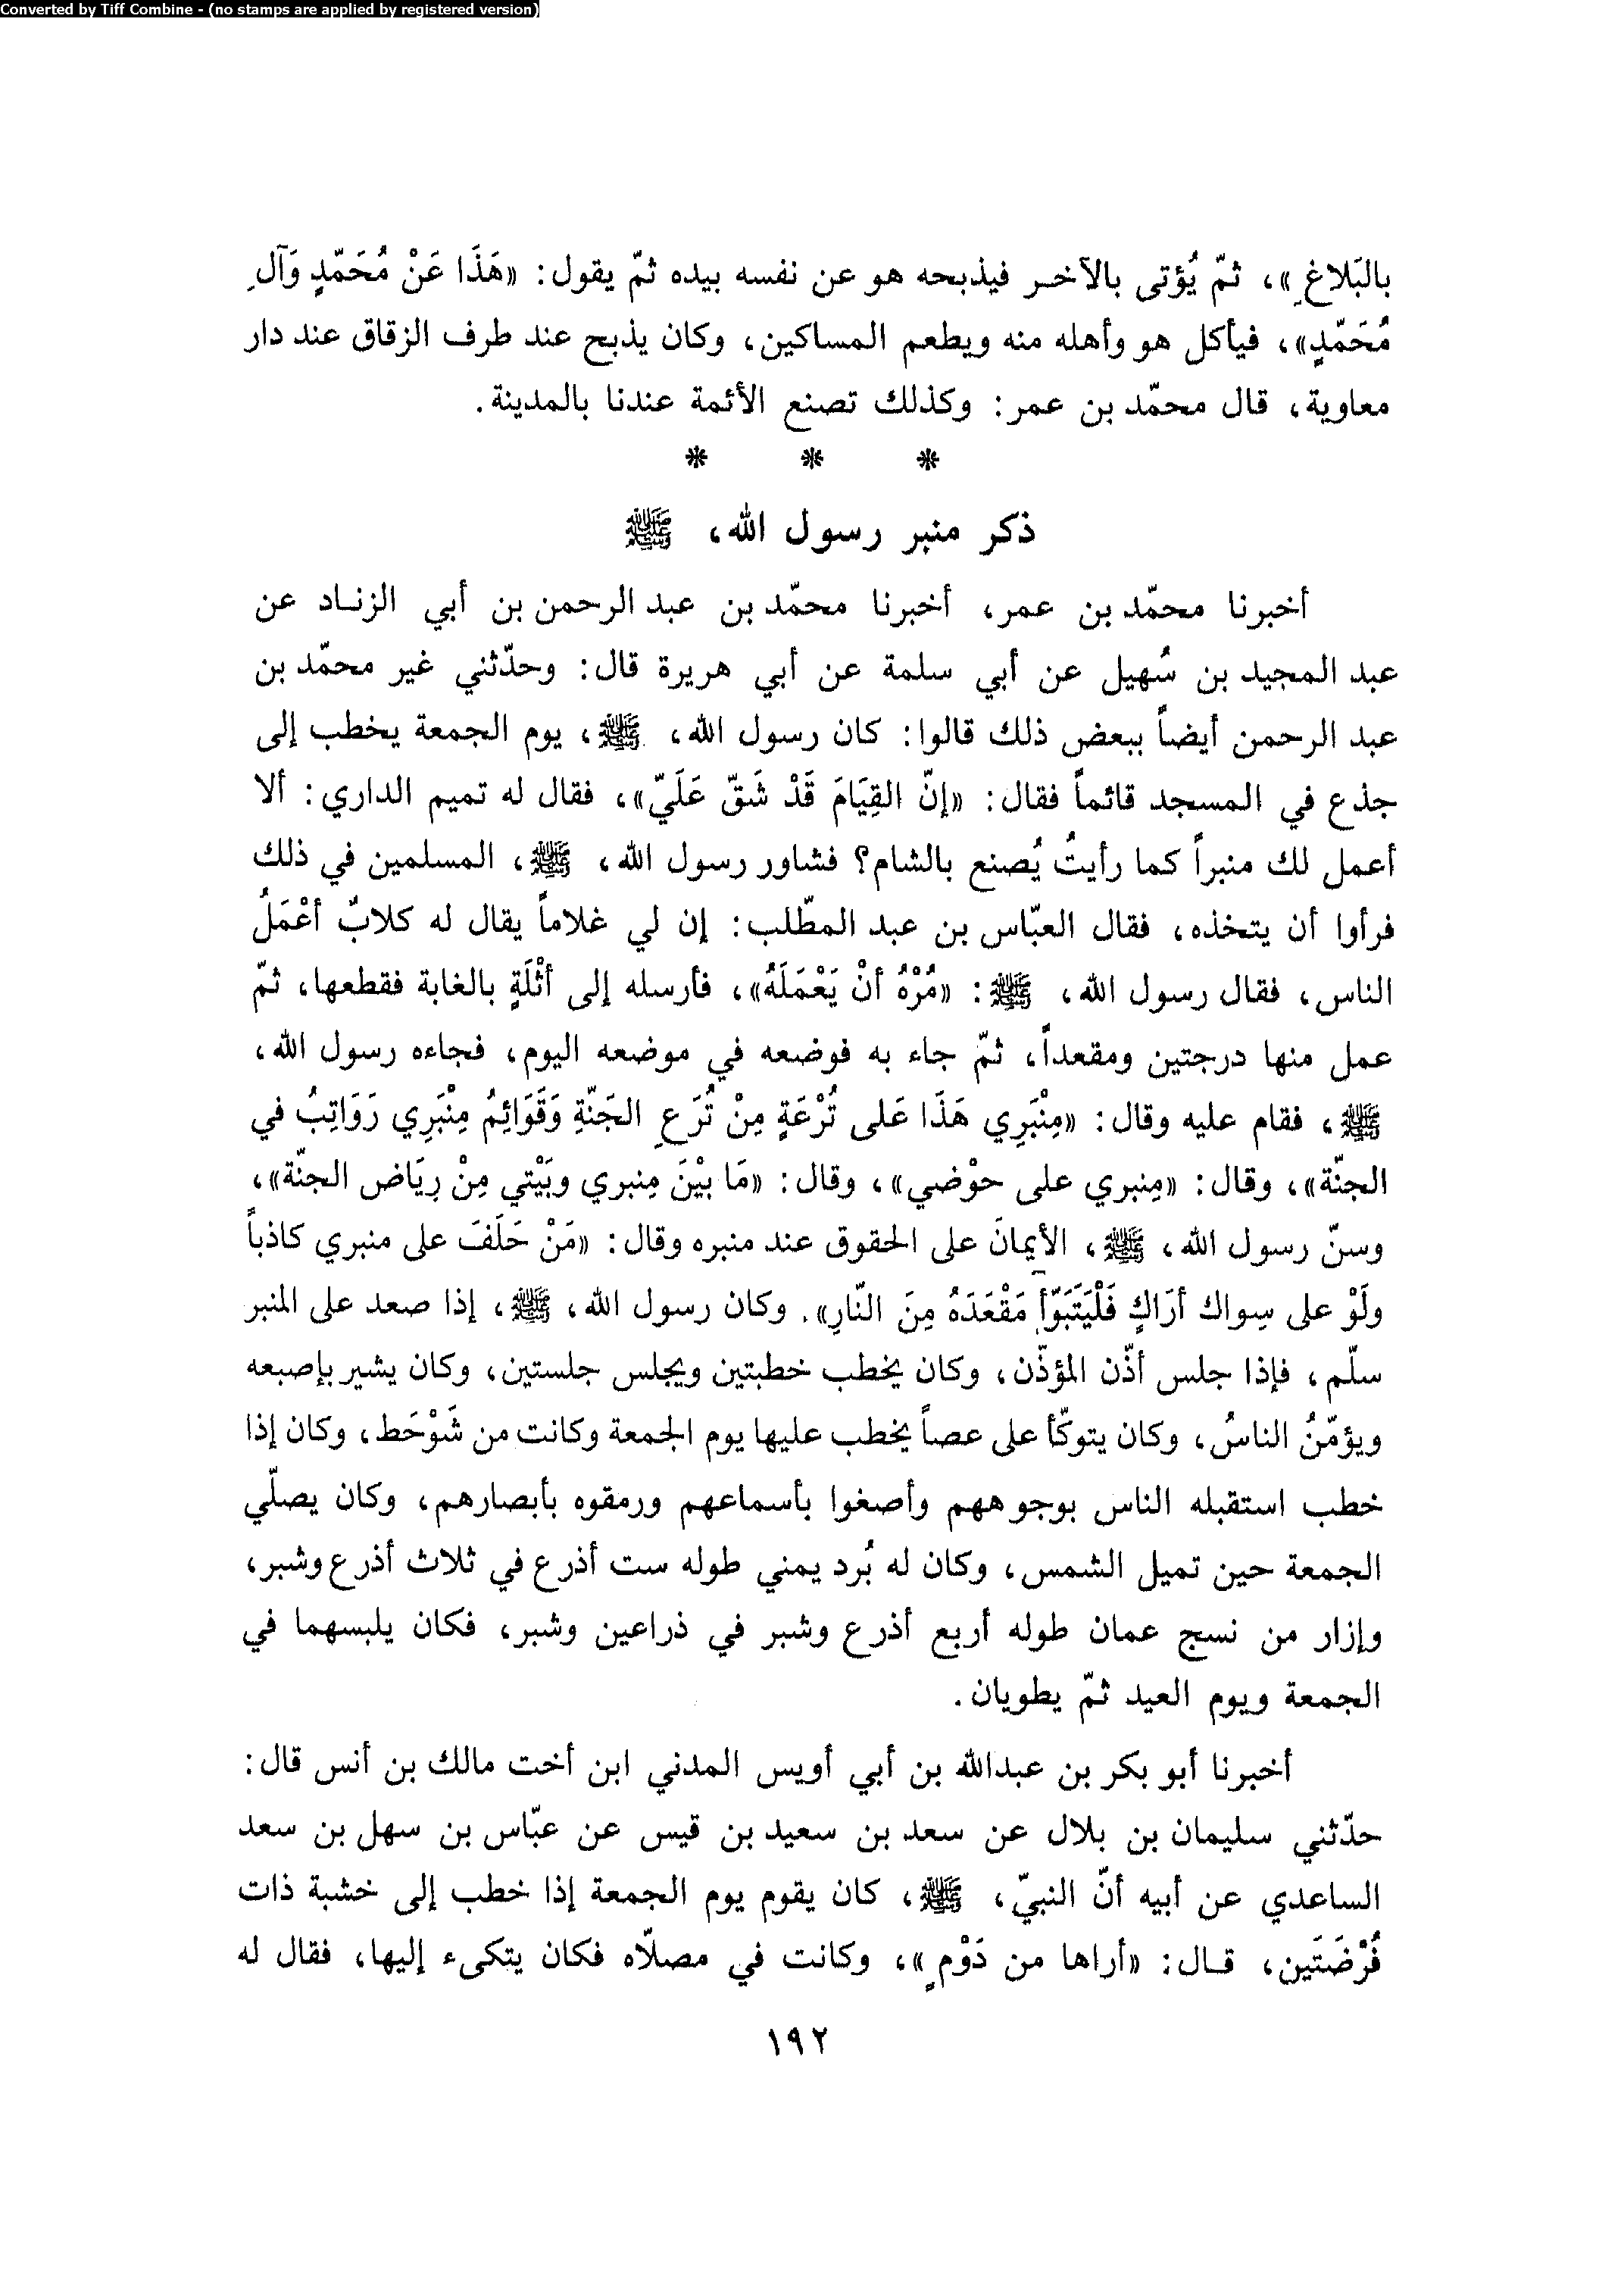 Converted by Tiff Combine - (no stamps are applied by registered version)
بالبَلاغِ»، ثمّ يُؤتى بالآخر فيذبحه هو عن نفسه بيده ثمّ يقول: «هَذَا عَنْ مُحَمّدٍ وَآلِ
مُحَمّدٍ»، فيأكل هو وأهله منه ويطعم المساكين، وكان يذبح عند طرف الزقاق عند دار
معاوية، قال محمّد بن عمر: وكذلك تصنع الأئمة عندنا بالمدينة.
* * *
ذكر منبر رسول الله، ﷺ
أخبرنا محمّد بن عمر، أخبرنا محمّد بن عبد الرحمن بن أبي الزناد عن
عبد المجيد بن سُهيل عن أبي سلمة عن أبي هريرة قال: وحدّثني غير محمّد بن
عبد الرحمن أيضاً ببعض ذلك قالوا: كان رسول الله، ﷺ، يوم الجمعة يخطب إلى
جذع في المسجد قائماً فقال: «إنّ القِيَامَ قَدْ شَقّ عَلَيّ»، فقال له تميم الداري: ألا
أعمل لك منبراً كما رأيتُ يُصنع بالشام؟ فشاور رسول الله، ﷺ، المسلمين في ذلك
فرأوا أن يتخذه، فقال العبّاس بن عبد المطّلب: إن لي غلاماً يقال له كلابٌ أعْمَلُ
الناس، فقال رسول الله، ﷺ: «مُرْهُ أنْ يَعْمَلَهُ»، فأرسله إلى أثْلَةٍ بالغابة فقطعها، ثمّ
عمل منها درجتين ومقعداً، ثمّ جاء به فوضعه في موضعه اليوم، فجاءه رسول الله،
ﷺ، فقام عليه وقال: «مِنْبَرِي هَذَا عَلى تُرْعَةٍ مِنْ تُرَعِ الجَنّةِ وَقَوَائِمُ مِنْبَرِي رَوَاتِبُ في
الجنّة»، وقال: «مِنبري على حوْضي»، وقال: «مَا بيْنَ مِنبري وبَيْتي مِنْ رِيَاض الجنّة»،
وسنّ رسول الله، ﷺ، الأيمانَ على الحقوق عند منبره وقال: «مَنْ حَلَفَ على منبري كاذباً
ولَوْ على سِواك أرَاكٍ فَلْيَتَبَوّأ مَقْعَدَهُ مِنَ النّارِ». وكان رسول الله، ﷺ، إذا صعد على المنبر
سلّم، فإذا جلس أذّن المؤذّن، وكان يخطب خطبتين ويجلس جلستين، وكان يشير بإصبعه
ويؤمّنُ الناسُ، وكان يتوكّأ على عصاً يخطب عليها يوم الجمعة وكانت من شَوْحَط، وكان إذا
خطب استقبله الناس بوجوههم وأصغوا بأسماعهم ورمقوه بأبصارهم، وكان يصلّي
الجمعة حين تميل الشمس، وكان له بُرد يمني طوله ست أذرع في ثلاث أذرع وشبر،
وإزار من نسج عمان طوله أربع أذرع وشبر في ذراعين وشبر، فكان يلبسهما في
الجمعة ويوم العيد ثمّ يطويان.
أخبرنا أبو بكر بن عبدالله بن أبي أويس المدني ابن أخت مالك بن أنس قال:
حدّثني سليمان بن بلال عن سعد بن سعيد بن قيس عن عبّاس بن سهل بن سعد
الساعدي عن أبيه أنّ النبيّ، ﷺ، كان يقوم يوم الجمعة إذا خطب إلى خشبة ذات
فُرْضَتَين، قال: «أراها من دَوْمٍ»، وكانت في مصلّاه فكان يتكىء إليها، فقال له
١٩٢